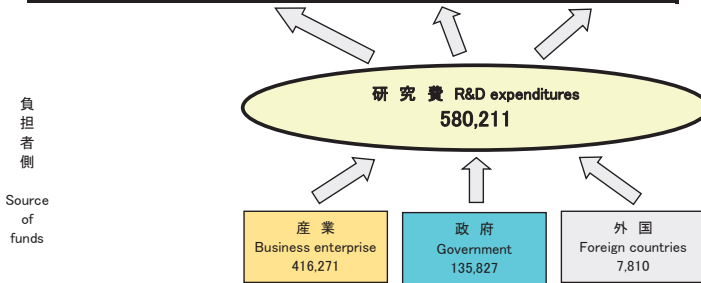 研 究 費 R&D expenditures
580,211
負
担
者
側
Source
of
funds
産 業
Business enterprise
416,271
政 府
Government
135,827
外 国
Foreign countries
7,810